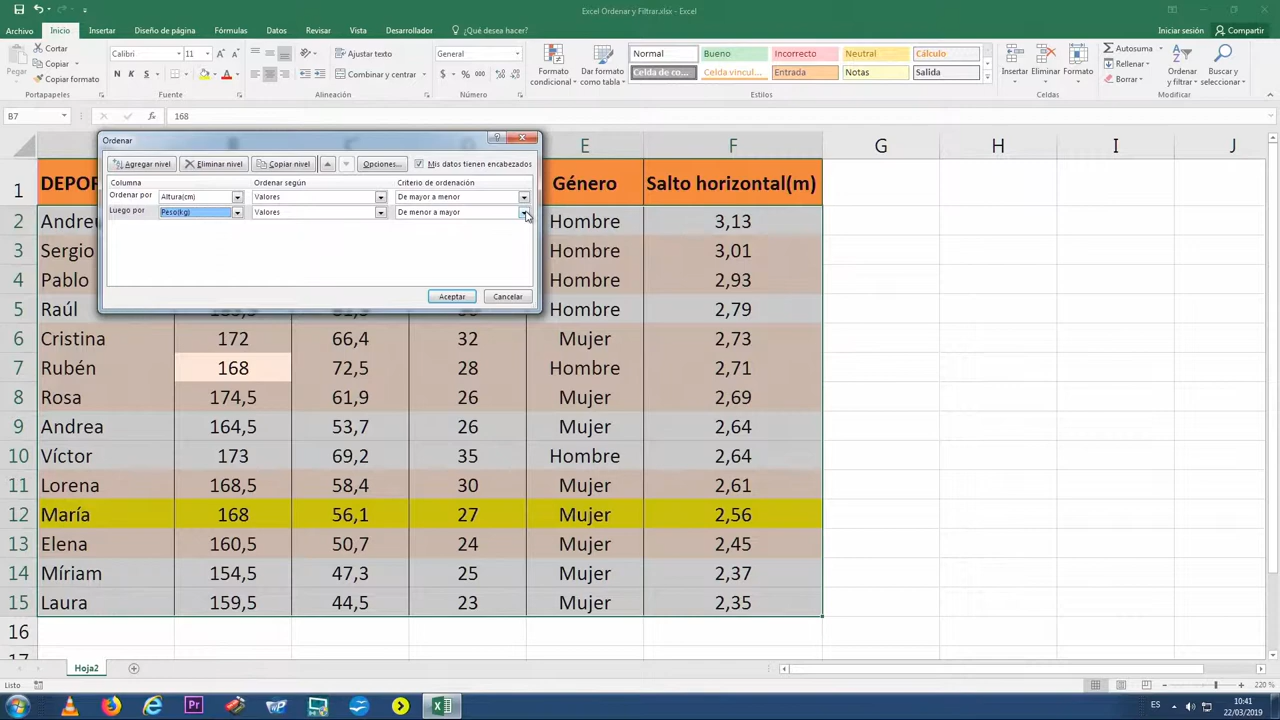 Excel Ordenar y Filtrar.xlsx - Excel
Archivo Inicio Insertar Diseño de página Fórmulas Datos Revisar Vista ¿Qué desea hacer? Iniciar sesión Compartir
Pegar
Cortar
Copiar
Copiar formato
Portapapeles
Calibri 11
N K S
Fuente
Ajustar texto
Combinar y centrar
Alineación
General
$ % 000
Número
Formato condicional
Dar formato como tabla
Normal Bueno Incorrecto Neutral Cálculo
Celda de co... Celda vincul... Entrada Notas Salida
Estilos
Insertar Eliminar Formato
Celdas
Autosuma
Rellenar
Borrar
Ordenar y filtrar
Buscar y seleccionar
Modificar
B7 fx 168
Ordenar
Agregar nivel Eliminar nivel Copiar nivel Opciones... Mis datos tienen encabezados
Columna Ordenar según Criterio de ordenación
Ordenar por Altura(cm) Valores De mayor a menor
Luego por Peso(kg) Valores De menor a mayor
Aceptar Cancelar
E F G H I J
1 DEPOR Género Salto horizontal(m)
2 Andreu Hombre 3,13
3 Sergio Hombre 3,01
4 Pablo Hombre 2,93
5 Raúl Hombre 2,79
6 Cristina 172 66,4 32 Mujer 2,73
7 Rubén 168 72,5 28 Hombre 2,71
8 Rosa 174,5 61,9 26 Mujer 2,69
9 Andrea 164,5 53,7 26 Mujer 2,64
10 Víctor 173 69,2 35 Hombre 2,64
11 Lorena 168,5 58,4 30 Mujer 2,61
12 María 168 56,1 27 Mujer 2,56
13 Elena 160,5 50,7 24 Mujer 2,45
14 Míriam 154,5 47,3 25 Mujer 2,37
15 Laura 159,5 44,5 23 Mujer 2,35
16
17
Hoja2
Listo 220 %
Pr ES 10:41
22/03/2019